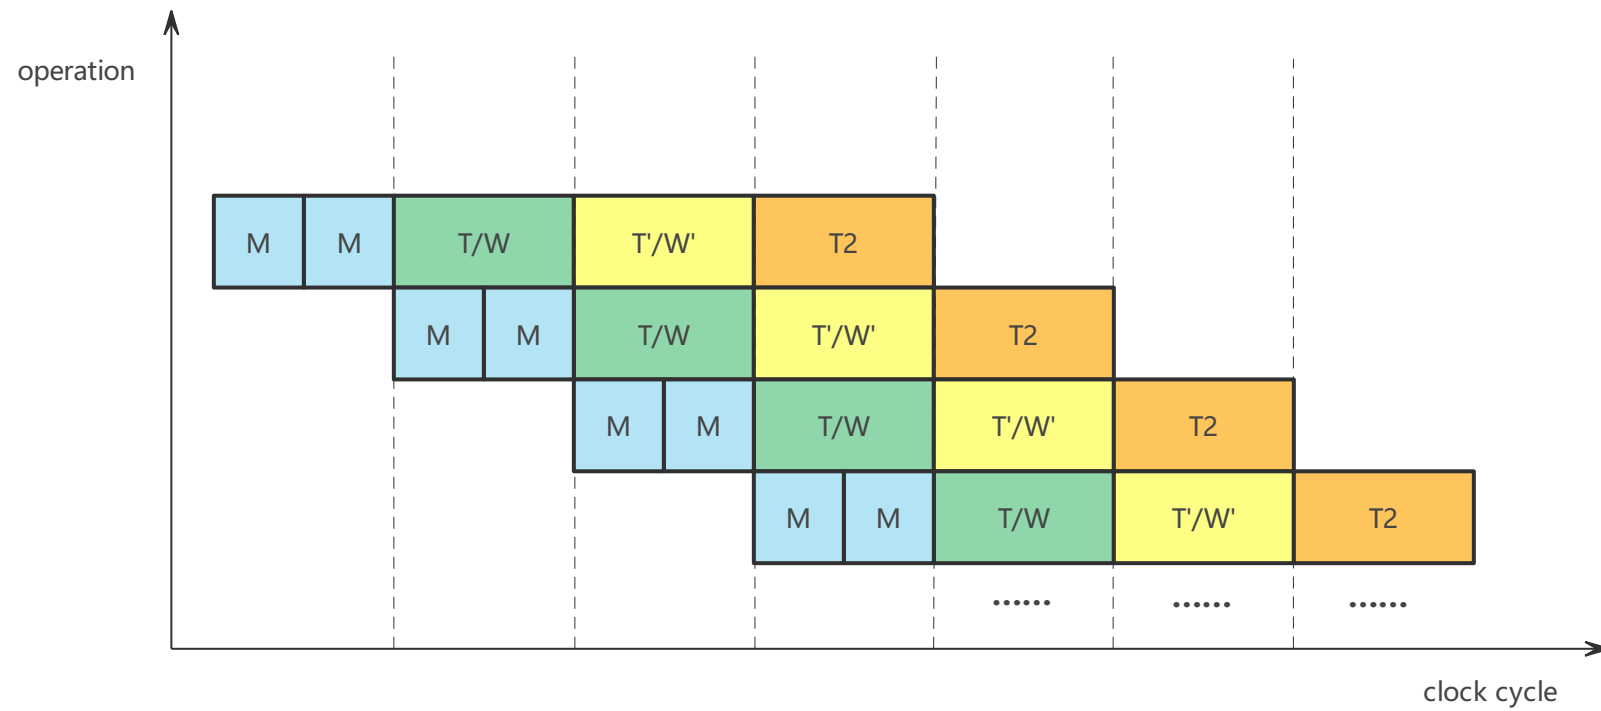 operation
M M T/W T'/W' T2
M M T/W T'/W' T2
M M T/W T'/W' T2
M M T/W T'/W' T2
...... ...... ......
clock cycle